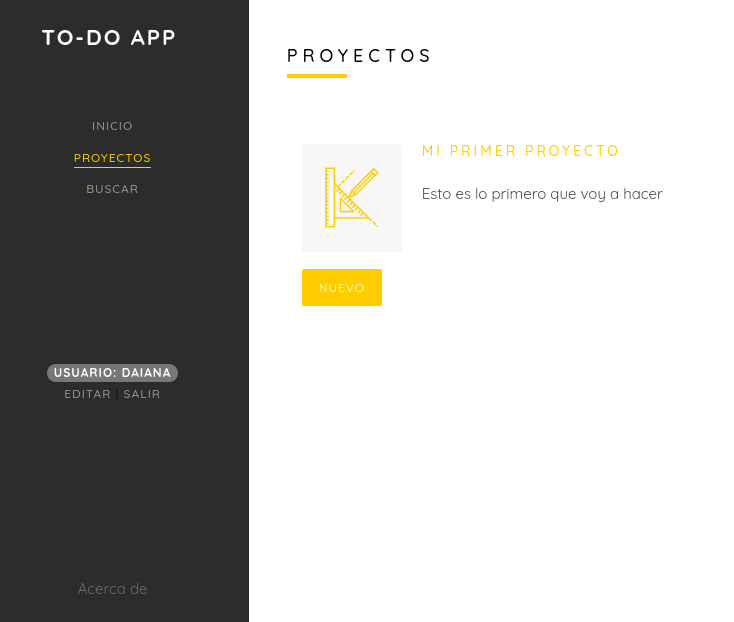 TO-DO APP
INICIO
PROYECTOS
BUSCAR
USUARIO: DAIANA
EDITAR | SALIR
Acerca de
PROYECTOS
MI PRIMER PROYECTO
Esto es lo primero que voy a hacer
NUEVO